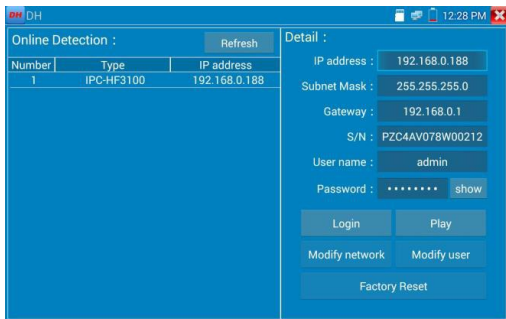 DH DH 12:28 PM
Online Detection :
Refresh
Number Type IP address
1 IPC-HF3100 192.168.0.188
Detail :
IP address : 192.168.0.188
Subnet Mask : 255.255.255.0
Gateway : 192.168.0.1
S/N : PZC4AV078W00212
User name : admin
Password : •••••••• show
Login Play
Modify network Modify user
Factory Reset